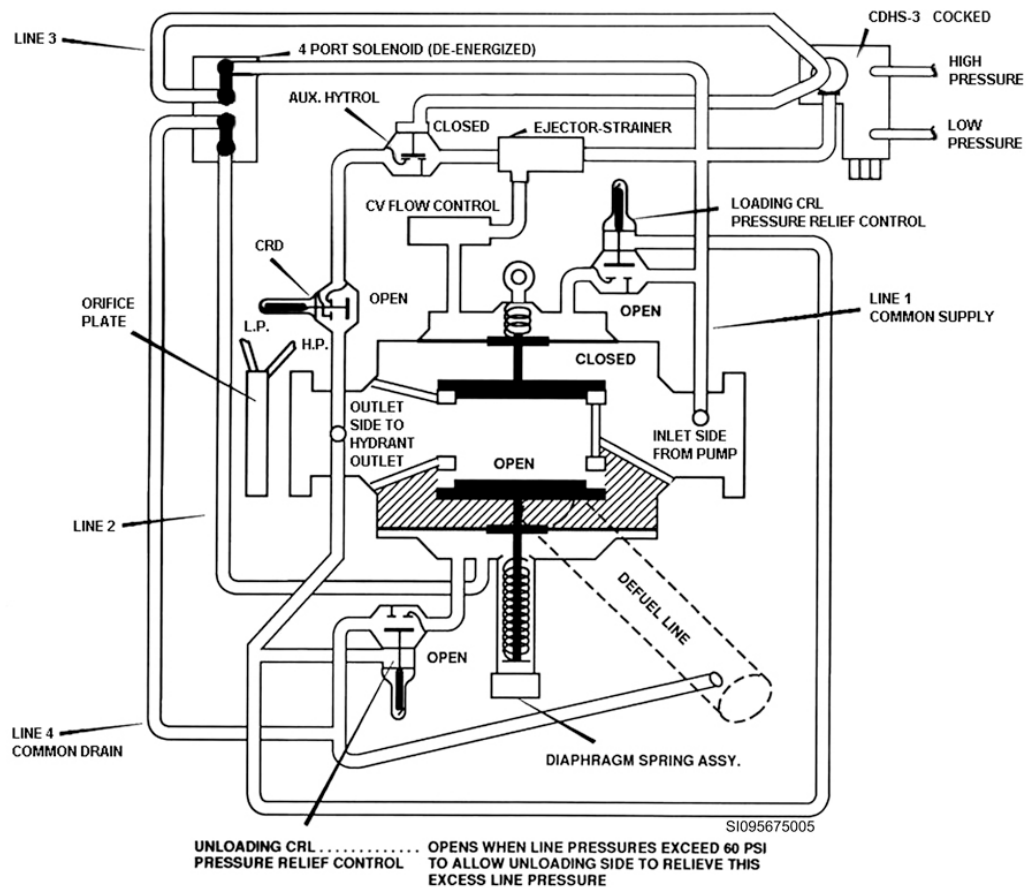 CDHS-3 COCKED
LINE 3
4 PORT SOLENOID (DE-ENERGIZED)
HIGH
PRESSURE
AUX. HYTROL
CLOSED
EJECTOR-STRAINER
LOW
PRESSURE
CV FLOW CONTROL
LOADING CRL
PRESSURE RELIEF CONTROL
CRD
OPEN
ORIFICE
PLATE
L.P.
H.P.
OPEN
LINE 1
COMMON SUPPLY
CLOSED
OUTLET
SIDE TO
HYDRANT
OUTLET
INLET SIDE
FROM PUMP
OPEN
LINE 2
DEFUEL LINE
OPEN
LINE 4
COMMON DRAIN
DIAPHRAGM SPRING ASSY.
SI095675005
UNLOADING CRL ............. OPENS WHEN LINE PRESSURES EXCEED 60 PSI
PRESSURE RELIEF CONTROL TO ALLOW UNLOADING SIDE TO RELIEVE THIS
EXCESS LINE PRESSURE